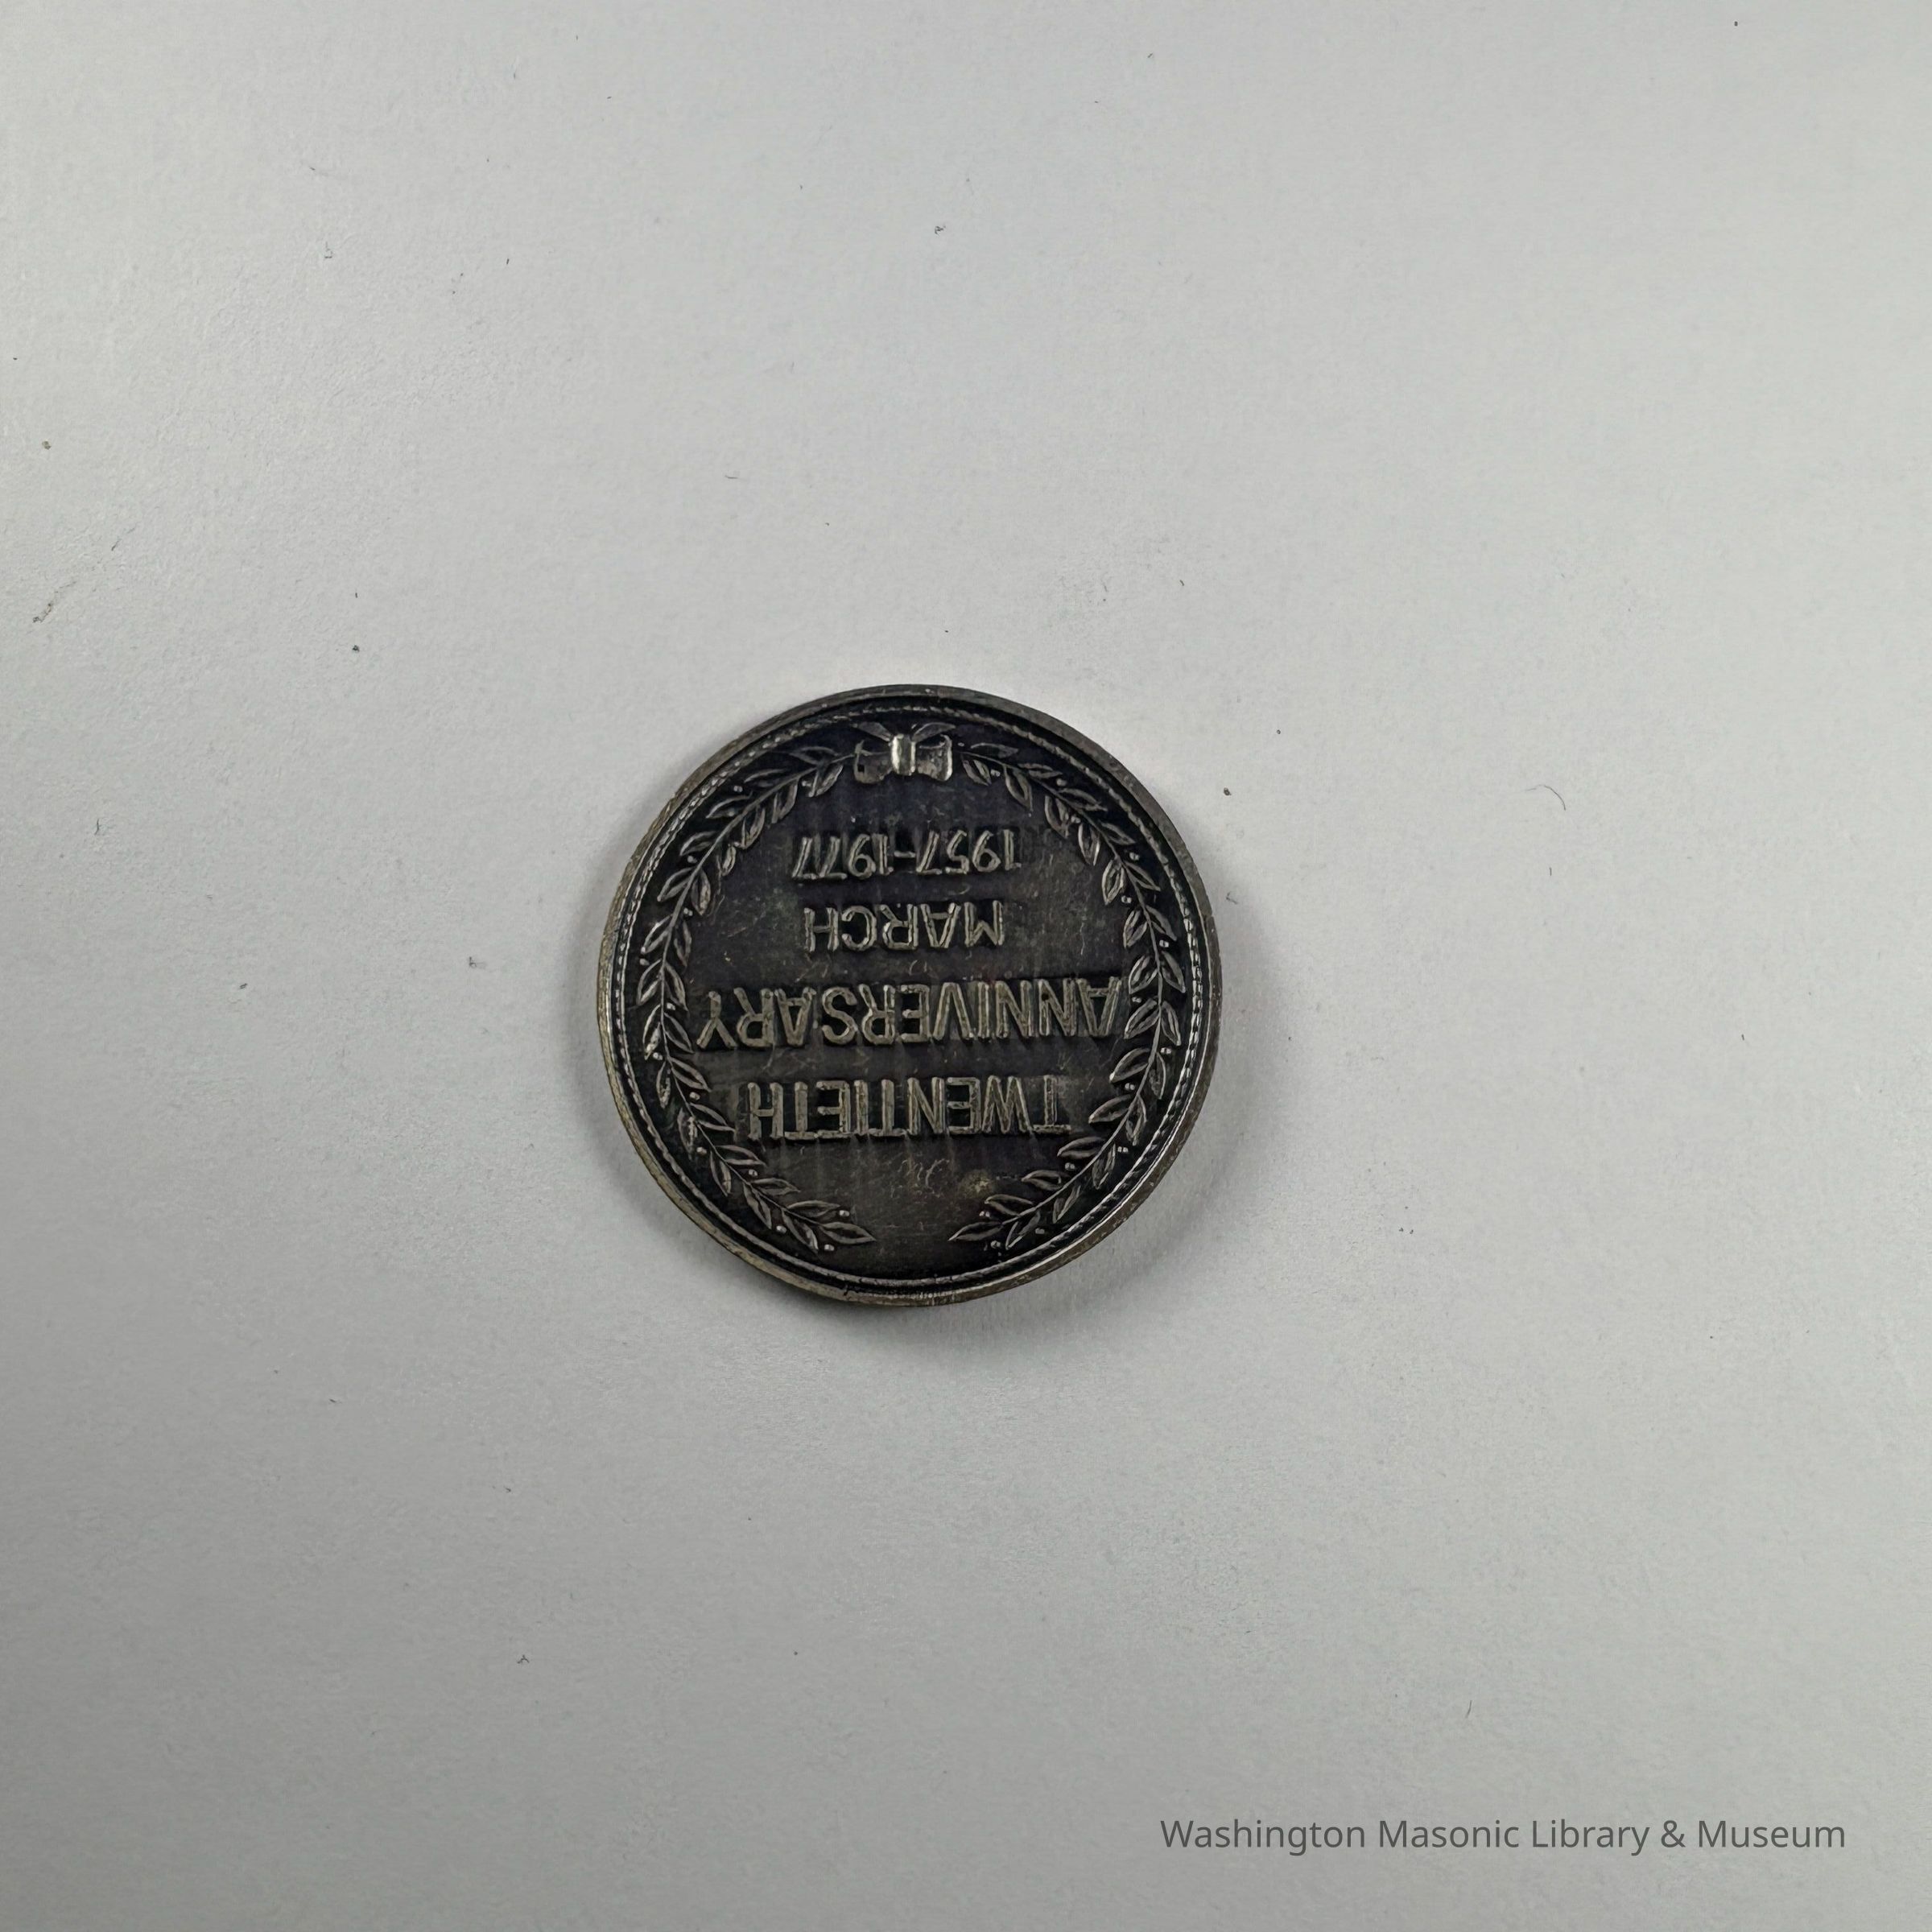 TWENTIETH
ANNIVERSARY
MARCH
1957-1977
Washington Masonic Library & Museum